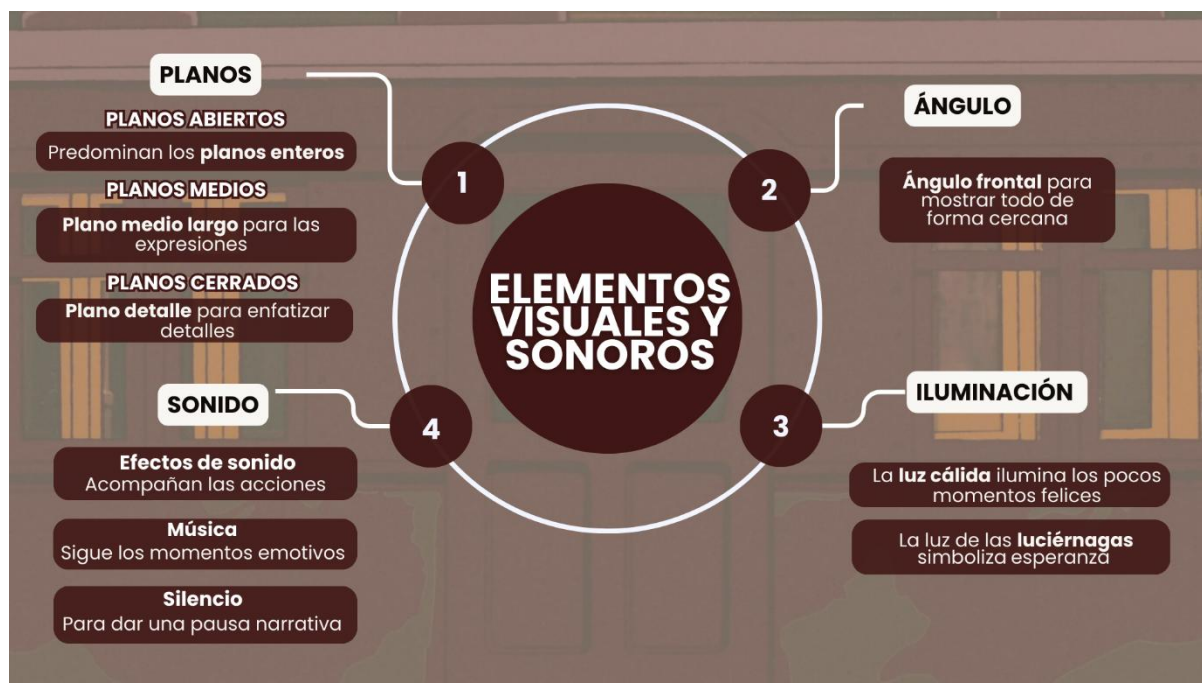 PLANOS
PLANOS ABIERTOS
Predominan los planos enteros
PLANOS MEDIOS
Plano medio largo para las
expresiones
PLANOS CERRADOS
Plano detalle para enfatizar
detalles
1
2
ÁNGULO
Ángulo frontal para
mostrar todo de
forma cercana
ELEMENTOS
VISUALES Y
SONOROS
3
ILUMINACIÓN
La luz cálida ilumina los pocos
momentos felices
La luz de las luciérnagas
simboliza esperanza
4
SONIDO
Efectos de sonido
Acompañan las acciones
Música
Sigue los momentos emotivos
Silencio
Para dar una pausa narrativa